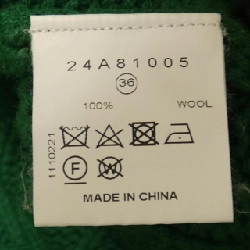 24A81005
36
100% WOOL
1110221
F
W
MADE IN CHINA